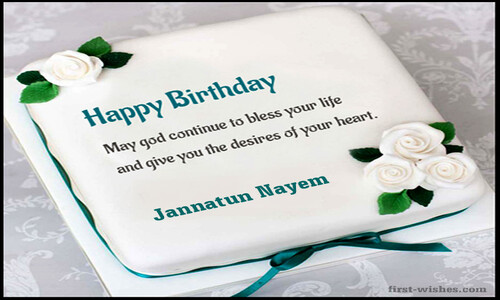 Happy Birthday
May god continue to bless your life
and give you the desires of your heart.
Jannatun Nayem
first-wishes.com